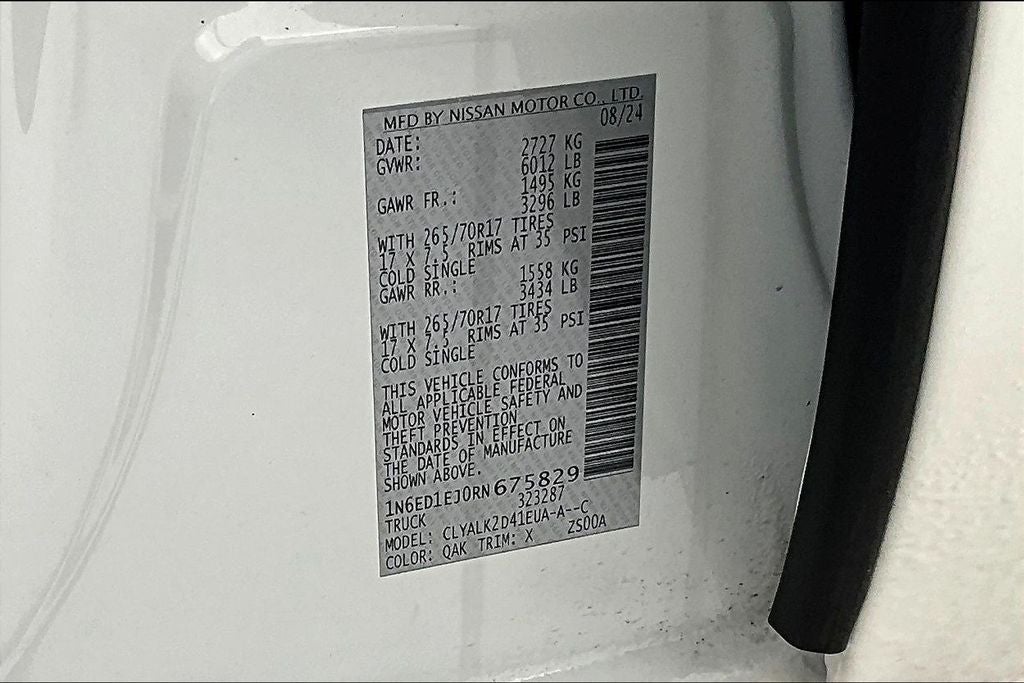 MFD BY NISSAN MOTOR CO., LTD.
DATE: 08/24
GVWR: 2727 KG
6012 LB
GAWR FR.: 1495 KG
3296 LB
WITH 265/70R17 TIRES
17 X 7.5 RIMS AT 35 PSI
COLD SINGLE
GAWR RR.: 1558 KG
3434 LB
WITH 265/70R17 TIRES
17 X 7.5 RIMS AT 35 PSI
COLD SINGLE
THIS VEHICLE CONFORMS TO
ALL APPLICABLE FEDERAL
MOTOR VEHICLE SAFETY AND
THEFT PREVENTION
STANDARDS IN EFFECT ON
THE DATE OF MANUFACTURE
SHOWN ABOVE.
1N6ED1EJ0RN675829
TRUCK 323287
MODEL: CLYALK2D41EUA-A--C
COLOR: QAK TRIM: X ZS00A